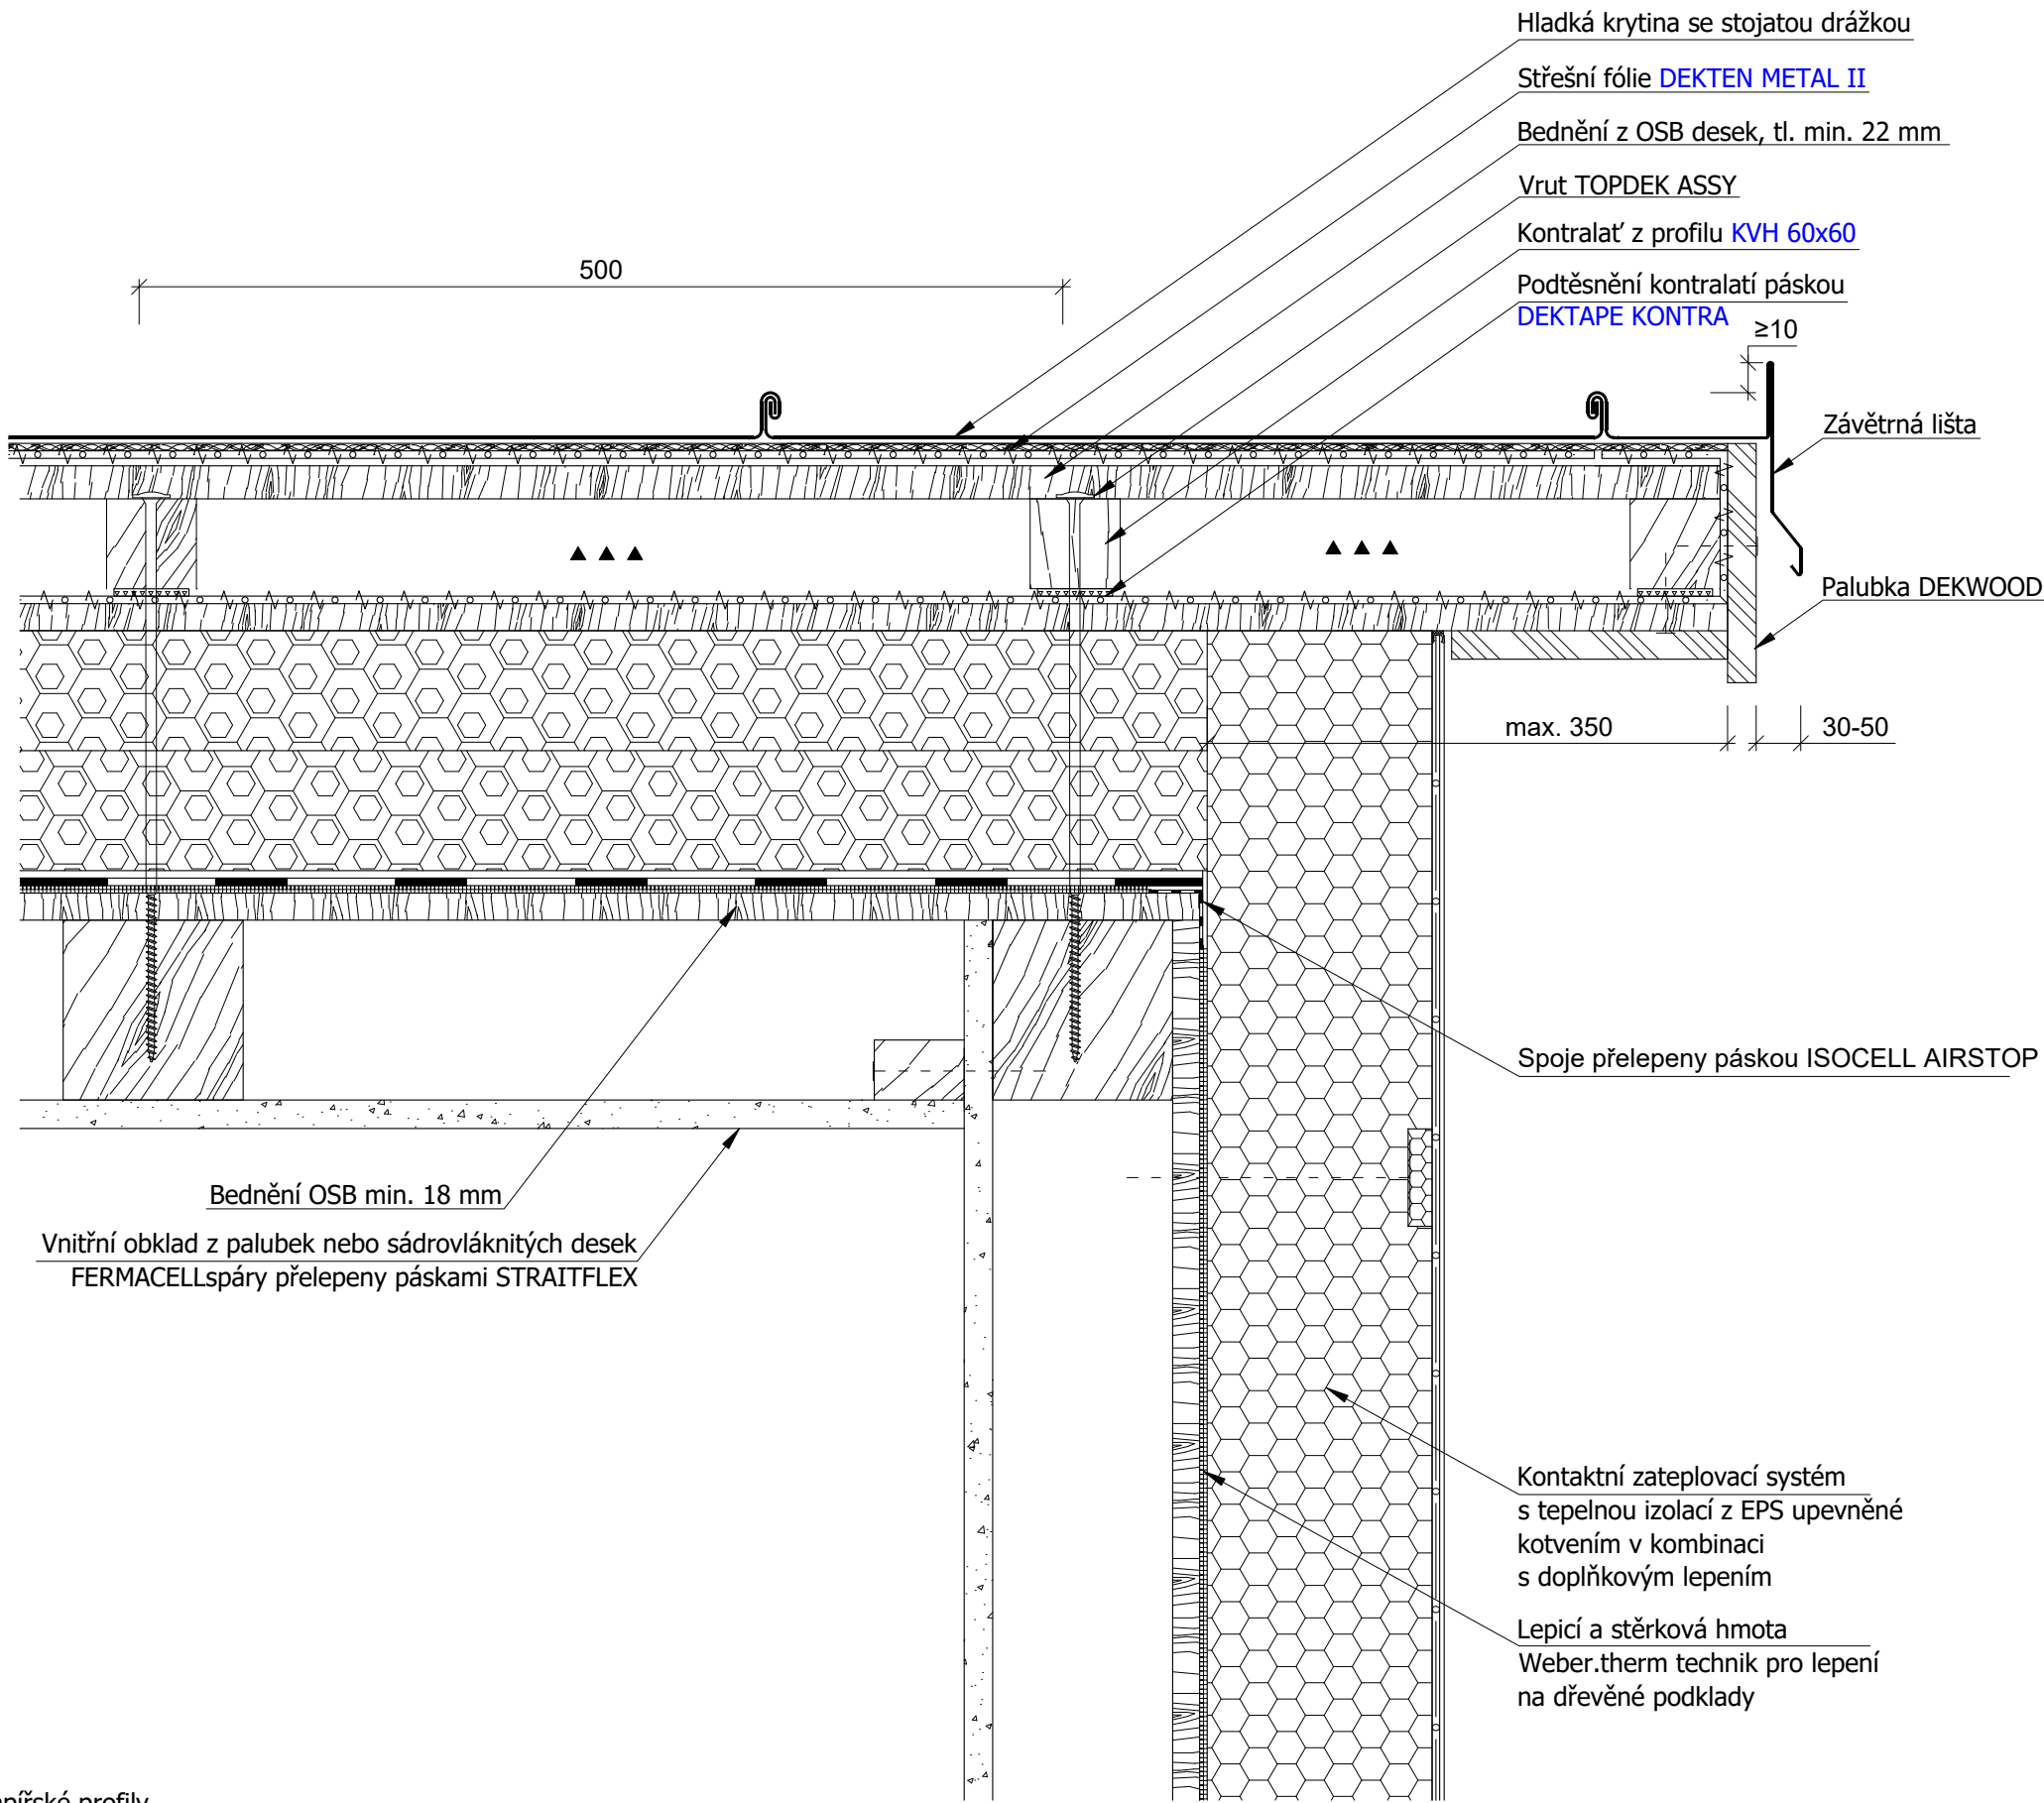 Hladká krytina se stojatou drážkou
Střešní fólie DEKTEN METAL II
Bednění z OSB desek, tl. min. 22 mm
Vrut TOPDEK ASSY
Kontralať z profilu KVH 60x60
Podtěsnění kontralatí páskou
DEKTAPE KONTRA
500
≥10
Závětrná lišta
Palubka DEKWOOD
max. 350
30-50
Spoje přelepeny páskou ISOCELL AIRSTOP
Bednění OSB min. 18 mm
Vnitřní obklad z palubek nebo sádrovláknitých desek
FERMACELLspáry přelepeny páskami STRAITFLEX
Kontaktní zateplovací systém
s tepelnou izolací z EPS upevněné
kotvením v kombinaci
s doplňkovým lepením
Lepicí a stěrková hmota
Weber.therm technik pro lepení
na dřevěné podklady
profily